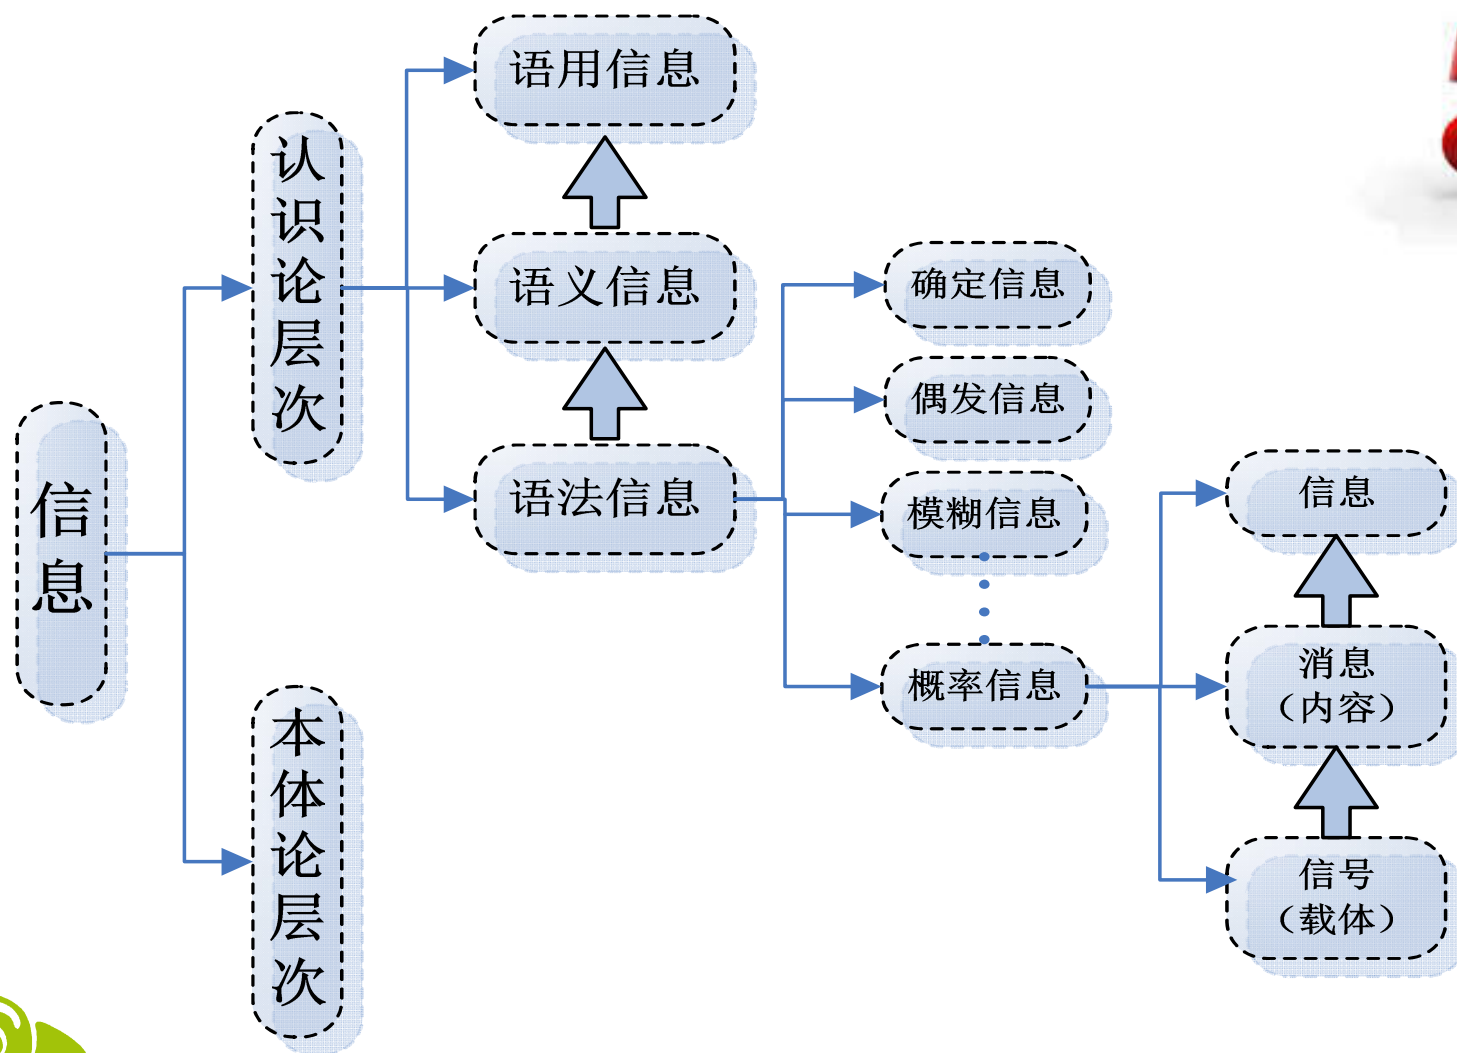 信息
认识论层次
本体论层次
语用信息
语义信息
语法信息
确定信息
偶发信息
模糊信息
概率信息
信息
消息
（内容）
信号
（载体）